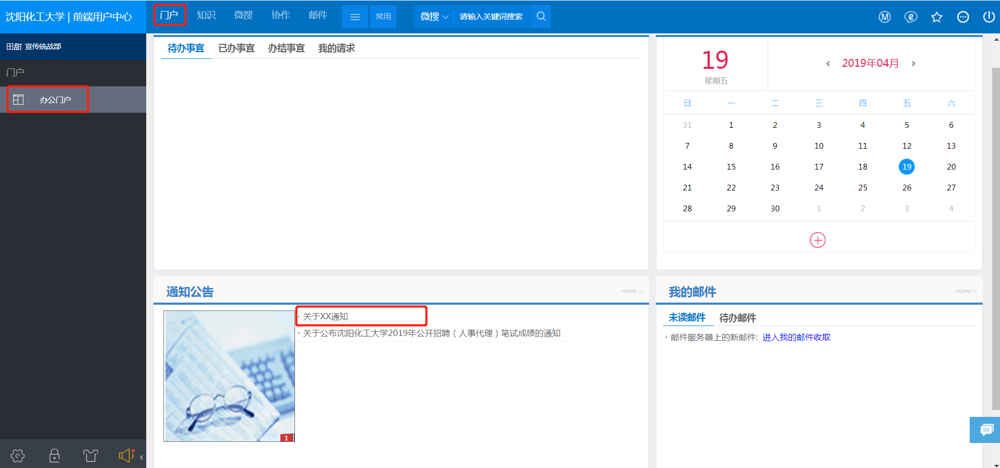 沈阳化工大学 | 前端用户中心
门户 知识 微搜 协作 邮件 常用 微搜 请输入关键词搜索
田甜 宣传统战部
门户
办公门户
待办事宜 已办事宜 办结事宜 我的请求
19
星期五
2019年04月
日 一 二 三 四 五 六
31 1 2 3 4 5 6
7 8 9 10 11 12 13
14 15 16 17 18 19 20
21 22 23 24 25 26 27
28 29 30 1 2 3 4
通知公告 MORE >>
关于XX通知
关于公布沈阳化工大学2019年公开招聘（人事代理）笔试成绩的通知
1
我的邮件 MORE >>
未读邮件 待办邮件
邮件服务器上的新邮件: 进入我的邮件收取